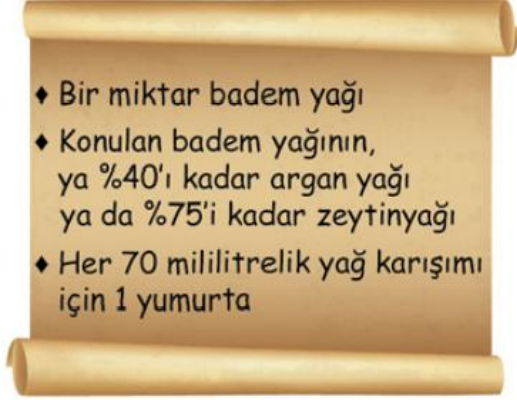 ♦ Bir miktar badem yağı
♦ Konulan badem yağının,
ya %40'ı kadar argan yağı
ya da %75'i kadar zeytinyağı
♦ Her 70 mililitrelik yağ karışımı
için 1 yumurta